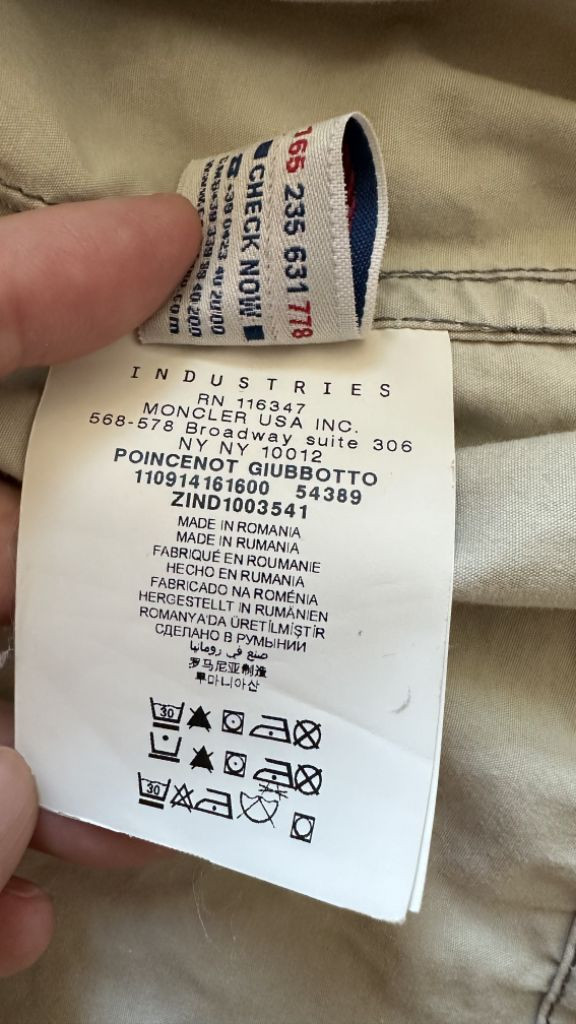 165 235 631 778
CHECK NOW
INDUSTRIES
RN 116347
MONCLER USA INC.
568-578 Broadway suite 306
NY NY 10012
POINCENOT GIUBBOTTO
110914161600 54389
ZIND1003541
MADE IN ROMANIA
MADE IN RUMANIA
FABRIQUÉ EN ROUMANIE
HECHO EN RUMANIA
FABRICADO NA ROMÉNIA
HERGESTELLT IN RUMÄNIEN
ROMANYA'DA ÜRETİLMİŞTİR
СДЕЛАНО В РУМЫНИИ
صنع في رومانيا
罗马尼亚制造
루마니아산
30
30